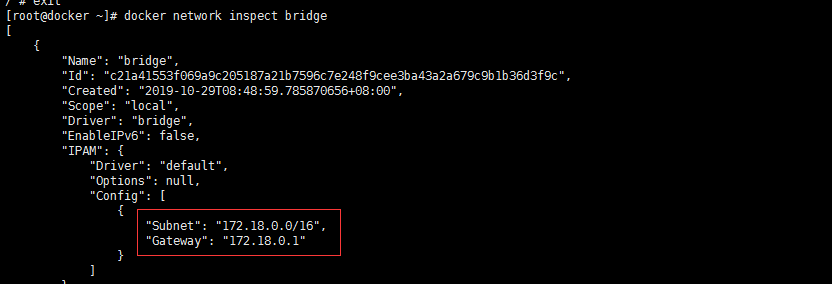 / # exit
[root@docker ~]# docker network inspect bridge
[
    {
        "Name": "bridge",
        "Id": "c21a41553f069a9c205187a21b7596c7e248f9cee3ba43a2a679c9b1b36d3f9c",
        "Created": "2019-10-29T08:48:59.785870656+08:00",
        "Scope": "local",
        "Driver": "bridge",
        "EnableIPv6": false,
        "IPAM": {
            "Driver": "default",
            "Options": null,
            "Config": [
                {
                    "Subnet": "172.18.0.0/16",
                    "Gateway": "172.18.0.1"
                }
            ]
        }